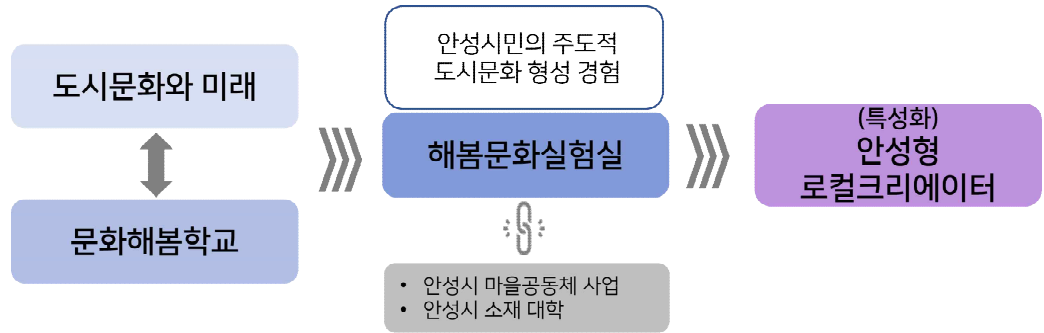 도시문화와 미래
문화해봄학교
안성시민의 주도적
도시문화 형성 경험
해봄문화실험실
• 안성시 마을공동체 사업
• 안성시 소재 대학
(특성화)
안성형
로컬크리에이터